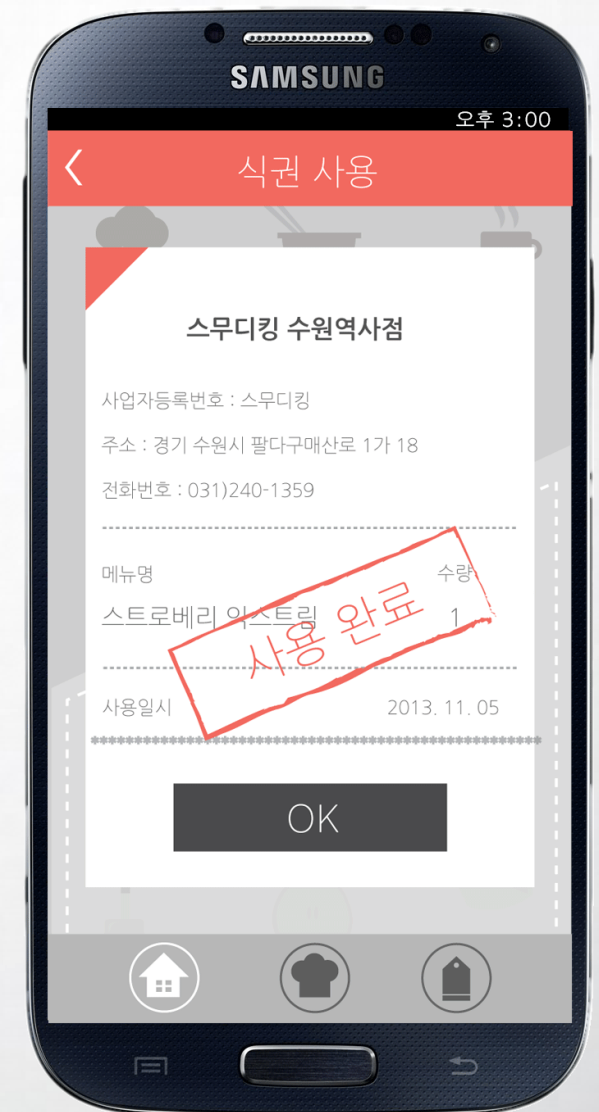 SAMSUNG
오후 3:00
식권 사용
스무디킹 수원역사점
사업자등록번호 : 스무디킹
주소 : 경기 수원시 팔다구매산로 1가 18
전화번호 : 031)240-1359
메뉴명 수량
스트로베리 익스트림 1
사용 완료
사용일시 2013. 11. 05
OK